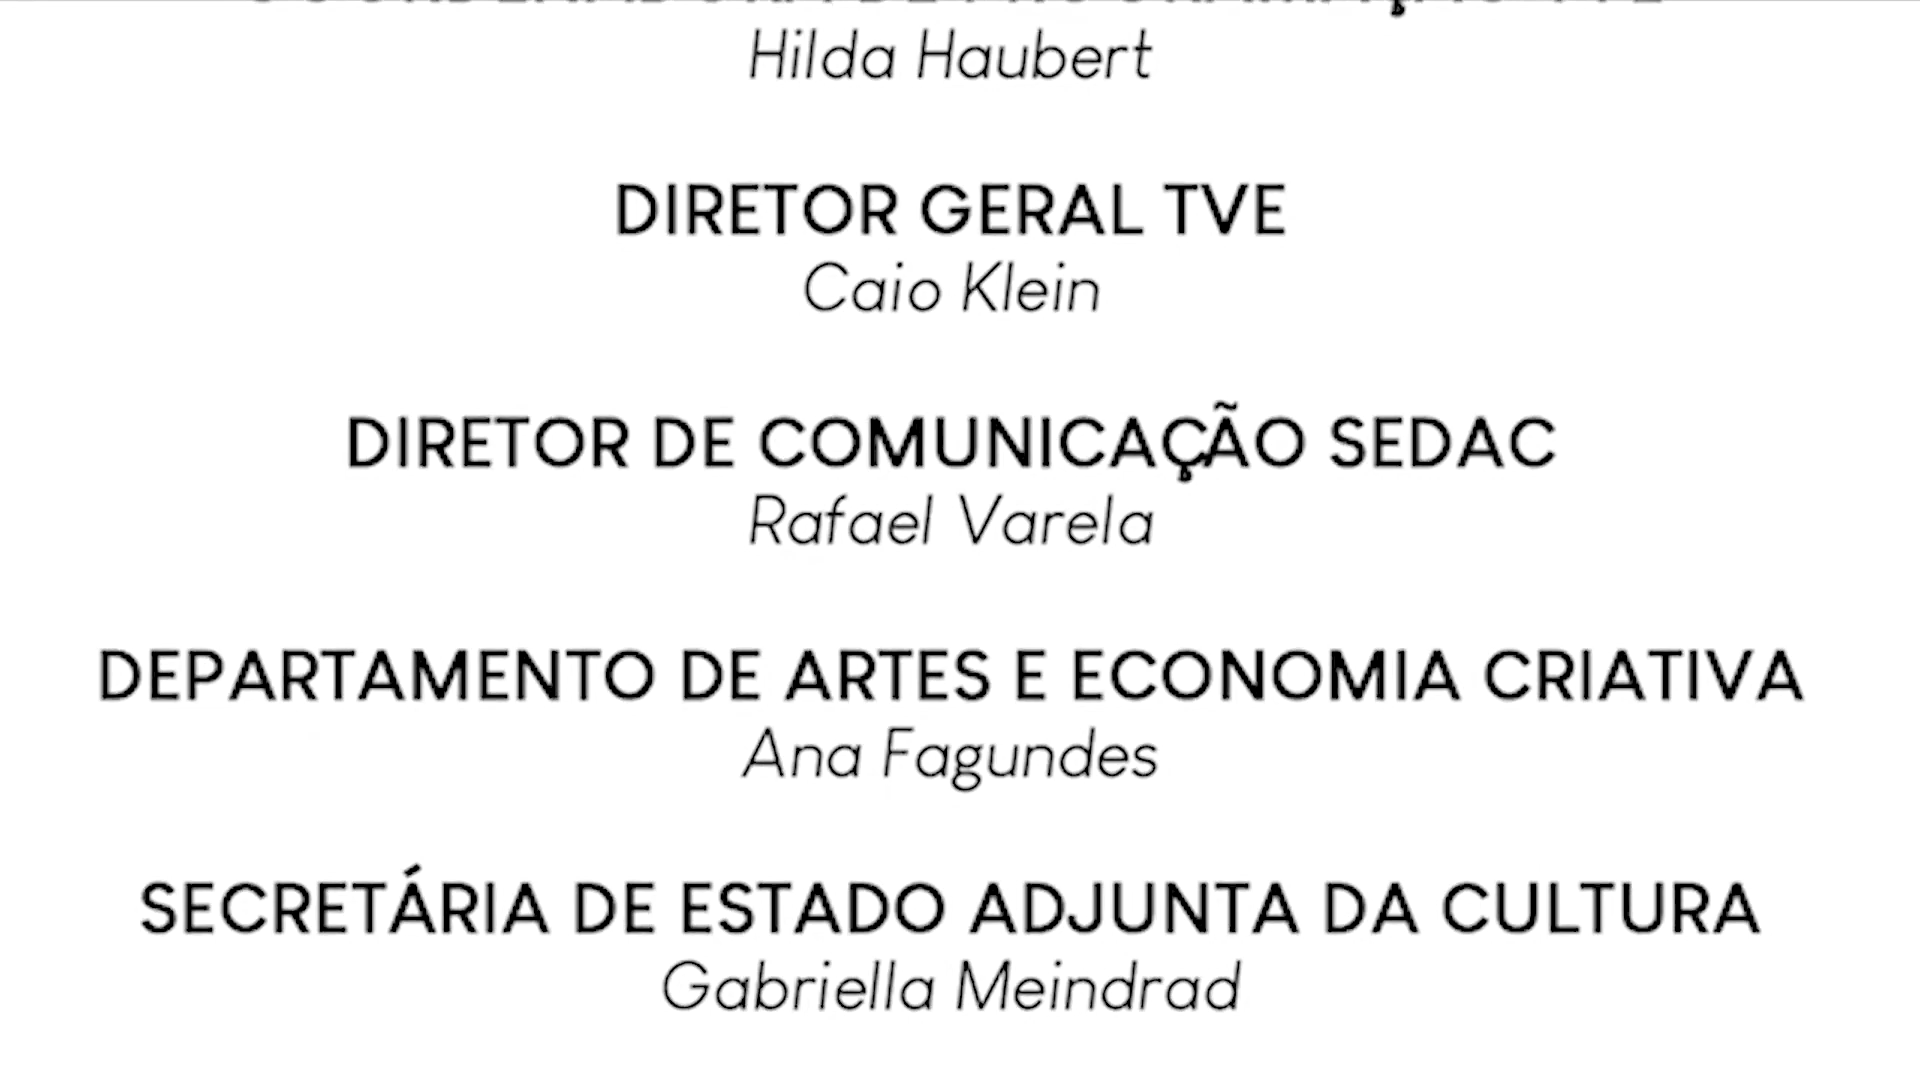 Hilda Haubert
DIRETOR GERAL TVE
Caio Klein
DIRETOR DE COMUNICAÇÃO SEDAC
Rafael Varela
DEPARTAMENTO DE ARTES E ECONOMIA CRIATIVA
Ana Fagundes
SECRETÁRIA DE ESTADO ADJUNTA DA CULTURA
Gabriella Meindrad